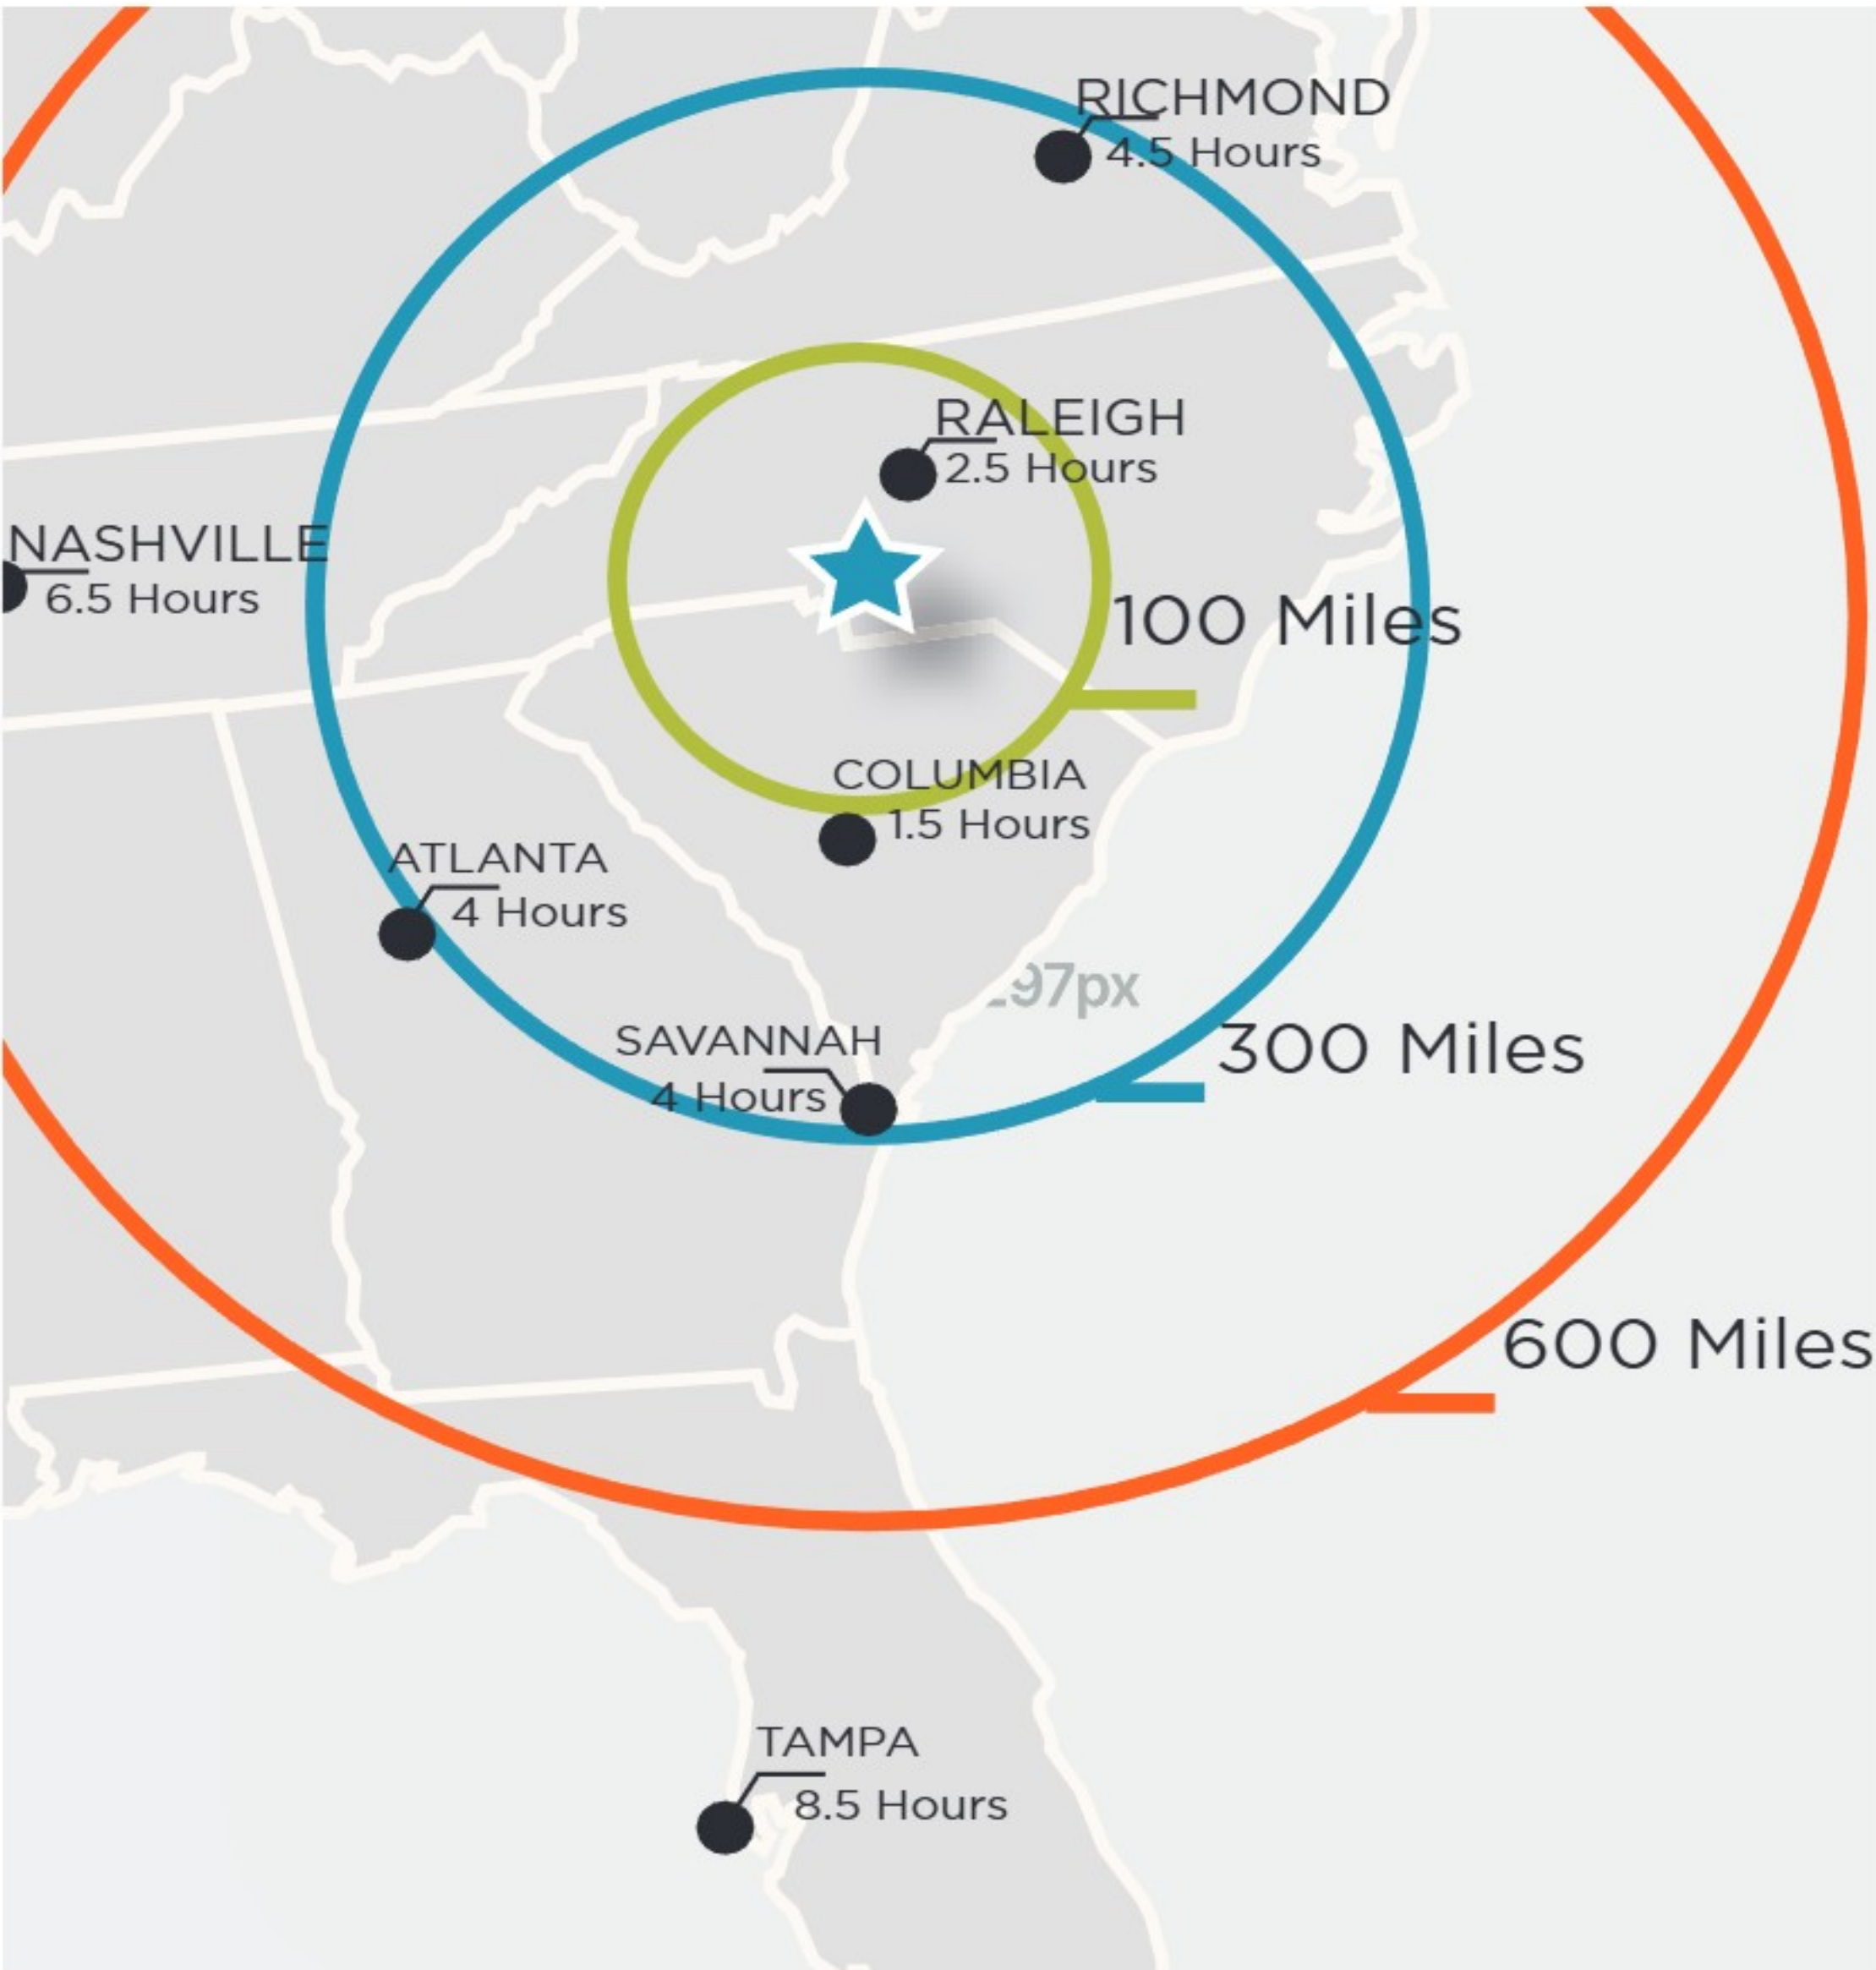 RICHMOND
4.5 Hours
RALEIGH
2.5 Hours
NASHVILLE
6.5 Hours
100 Miles
COLUMBIA
1.5 Hours
ATLANTA
4 Hours
97px
SAVANNAH
4 Hours
300 Miles
600 Miles
TAMPA
8.5 Hours